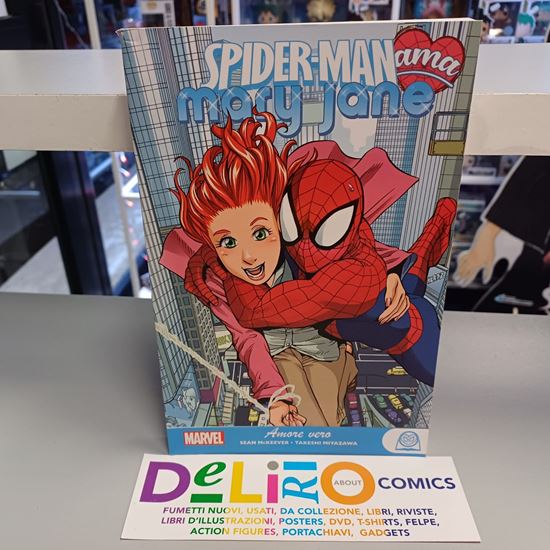 SPIDER-MAN
ama
mary jane
MARVEL
Amore vero
SEAN McKEEVER • TAKESHI MIYAZAWA
DeLiRiO
ABOUT
COMICS
FUMETTI NUOVI, USATI, DA COLLEZIONE, LIBRI, RIVISTE,
LIBRI D'ILLUSTRAZIONI, POSTERS, DVD, T-SHIRTS, FELPE,
ACTION FIGURES, PORTACHIAVI, GADGETS